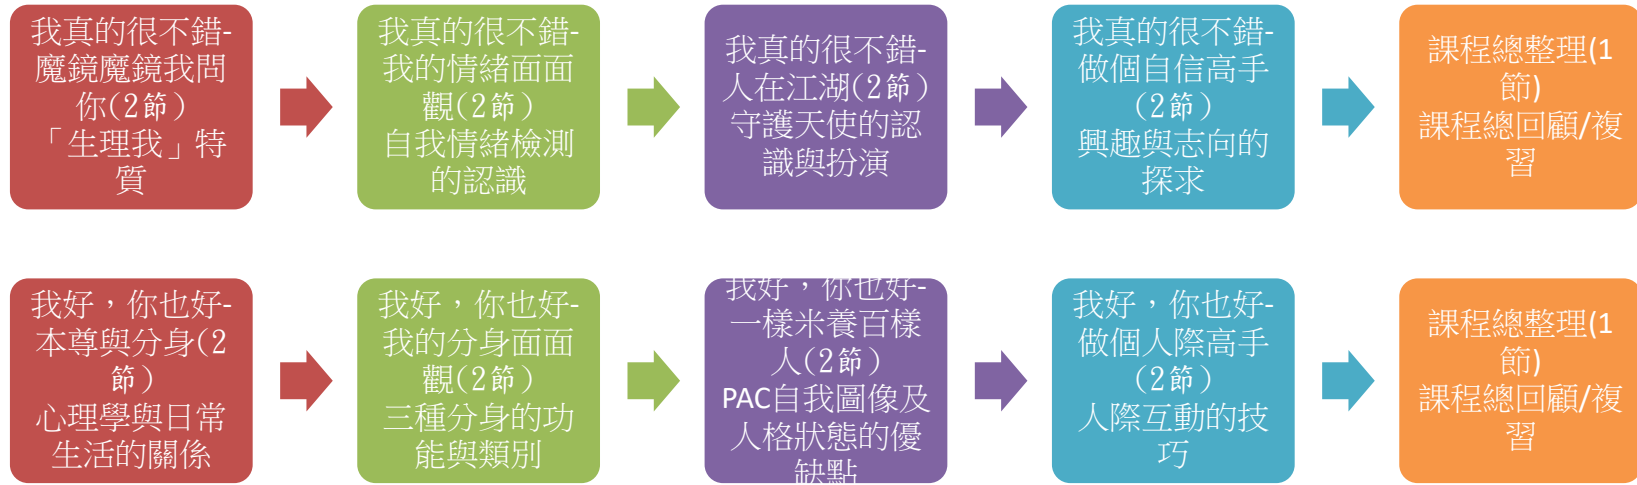 我真的很不錯-
魔鏡魔鏡我問
你(2節)
「生理我」特
質
我真的很不錯-
我的情緒面面
觀(2節)
自我情緒檢測
的認識
我真的很不錯-
人在江湖(2節)
守護天使的認
識與扮演
我真的很不錯-
做個自信高手
(2節)
興趣與志向的
探求
課程總整理(1
節)
課程總回顧/複
習
我好，你也好-
本尊與分身(2
節)
心理學與日常
生活的關係
我好，你也好-
我的分身面面
觀(2節)
三種分身的功
能與類別
我好，你也好-
一樣米養百樣
人(2節)
PAC自我圖像及
人格狀態的優
缺點
我好，你也好-
做個人際高手
(2節)
人際互動的技
巧
課程總整理(1
節)
課程總回顧/複
習